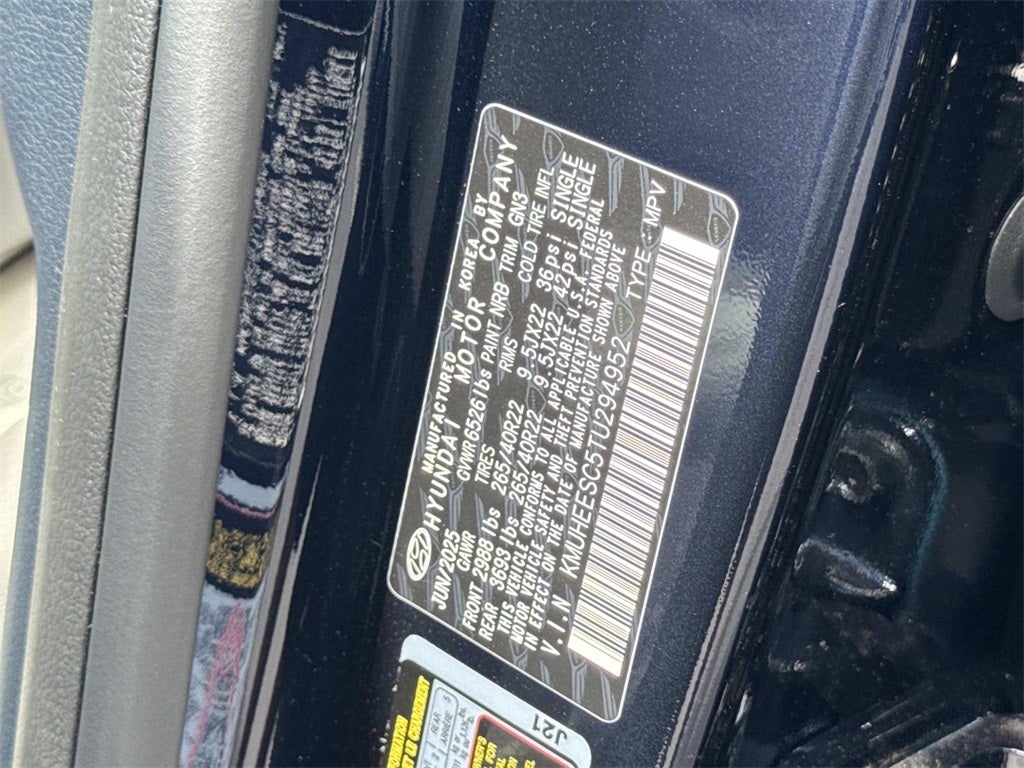 MANUFACTURED IN KOREA BY
HYUNDAI MOTOR COMPANY
JUN/2025 GVWR 6526lbs PAINT NRB TRIM GN3
GAWR TIRES RIMS COLD TIRE INFL
FRONT 2988 lbs 265/40R22 9.5JX22 36psi SINGLE
REAR 3693 lbs 265/40R22 9.5JX22 42psi SINGLE
THIS VEHICLE CONFORMS TO ALL APPLICABLE U.S.A. FEDERAL
MOTOR VEHICLE SAFETY AND THEFT PREVENTION STANDARDS
IN EFFECT ON THE DATE OF MANUFACTURE SHOWN ABOVE
V.I.N KMUHEESC5TU294952 TYPE: MPV
J21
REAR
ARRIÈRE 3